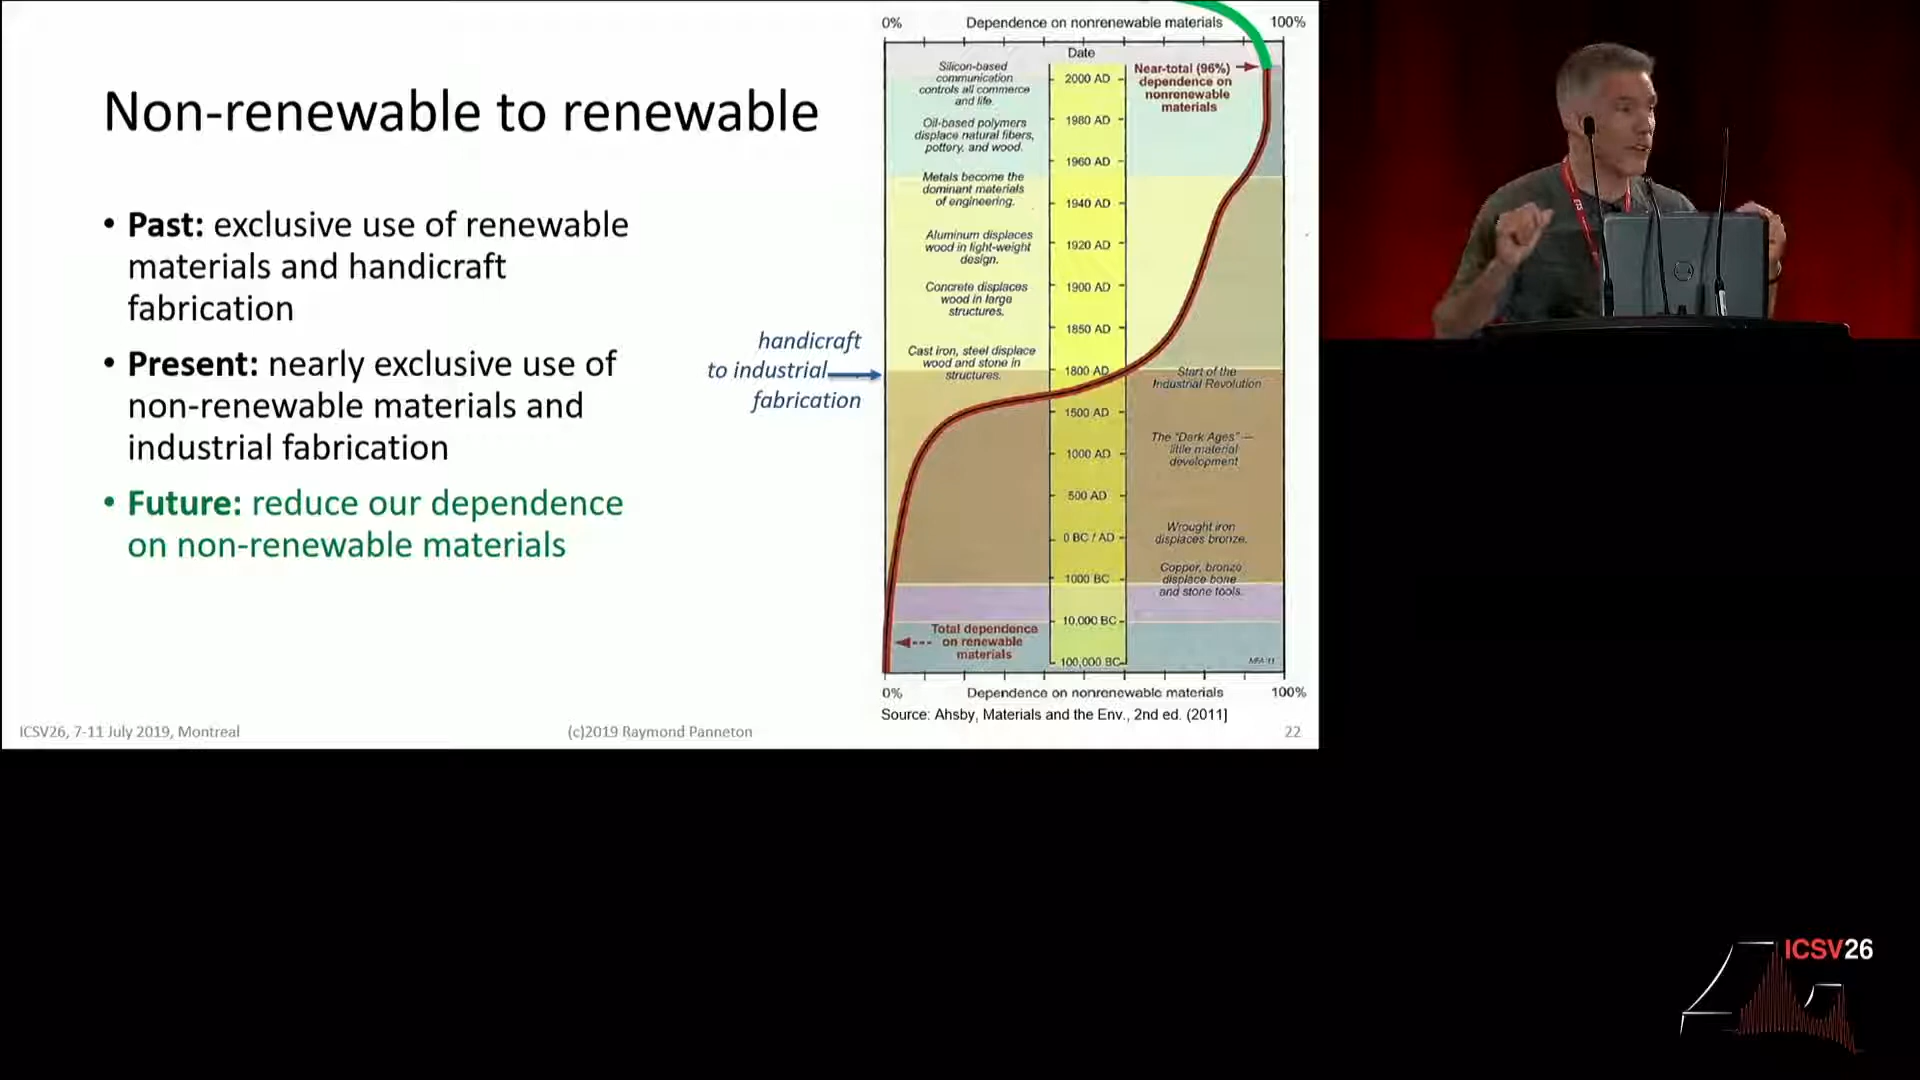 Non-renewable to renewable
• Past: exclusive use of renewable
materials and handicraft
fabrication
• Present: nearly exclusive use of
non-renewable materials and
industrial fabrication
• Future: reduce our dependence
on non-renewable materials
handicraft
to industrial
fabrication
0% Dependence on nonrenewable materials 100%
Date
Silicon-based
communication
controls all commerce
and life.
Oil-based polymers
displace natural fibers,
pottery, and wood.
Metals become the
dominant materials
of engineering.
Aluminum displaces
wood in light-weight
design.
Concrete displaces
wood in large
structures.
Cast iron, steel displace
wood and stone in
structures.
Total dependence
on renewable
materials
2000 AD
1980 AD
1960 AD
1940 AD
1920 AD
1900 AD
1850 AD
1800 AD
1500 AD
1000 AD
500 AD
0 BC / AD
1000 BC
10,000 BC
100,000 BC
Near-total (96%)
dependence on
nonrenewable
materials
Start of the
Industrial Revolution
The "Dark Ages" —
little material
development
Wrought iron
displaces bronze.
Copper, bronze
displace bone
and stone tools.
MFA 11
0% Dependence on nonrenewable materials 100%
Source: Ahsby, Materials and the Env., 2nd ed. (2011]
ICSV26, 7-11 July 2019, Montreal
(c)2019 Raymond Panneton
22
ICSV26